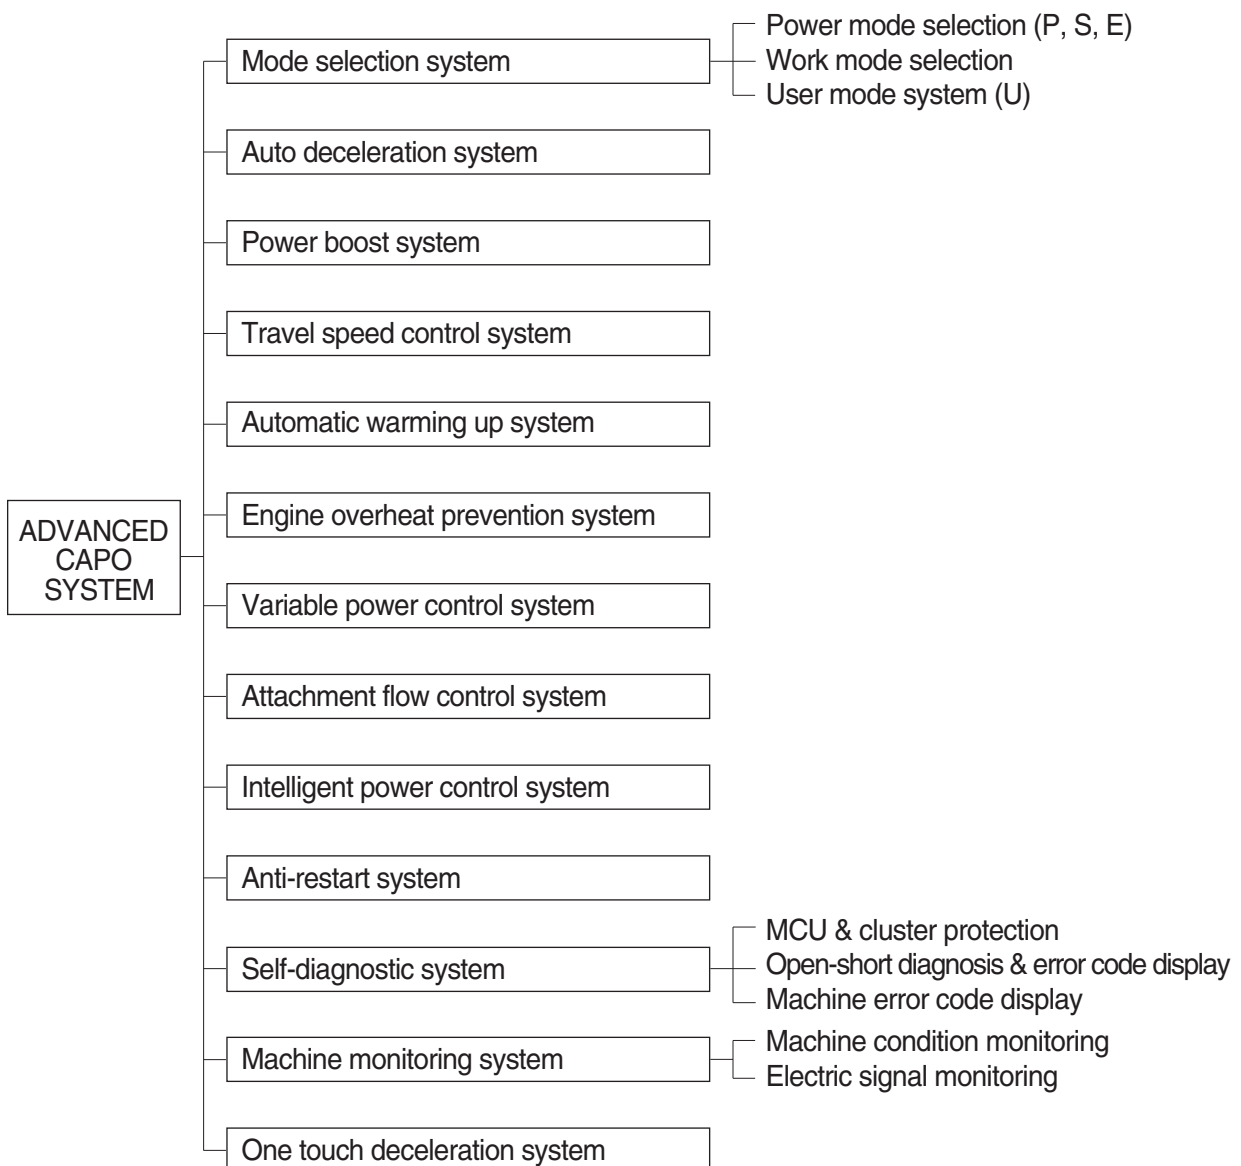 Power mode selection (P, S, E)
Mode selection system
Work mode selection
User mode system (U)
Auto deceleration system
Power boost system
Travel speed control system
Automatic warming up system
Engine overheat prevention system
ADVANCED
CAPO
SYSTEM
Variable power control system
Attachment flow control system
Intelligent power control system
Anti-restart system
MCU & cluster protection
Self-diagnostic system
Open-short diagnosis & error code display
Machine error code display
Machine monitoring system
Machine condition monitoring
Electric signal monitoring
One touch deceleration system